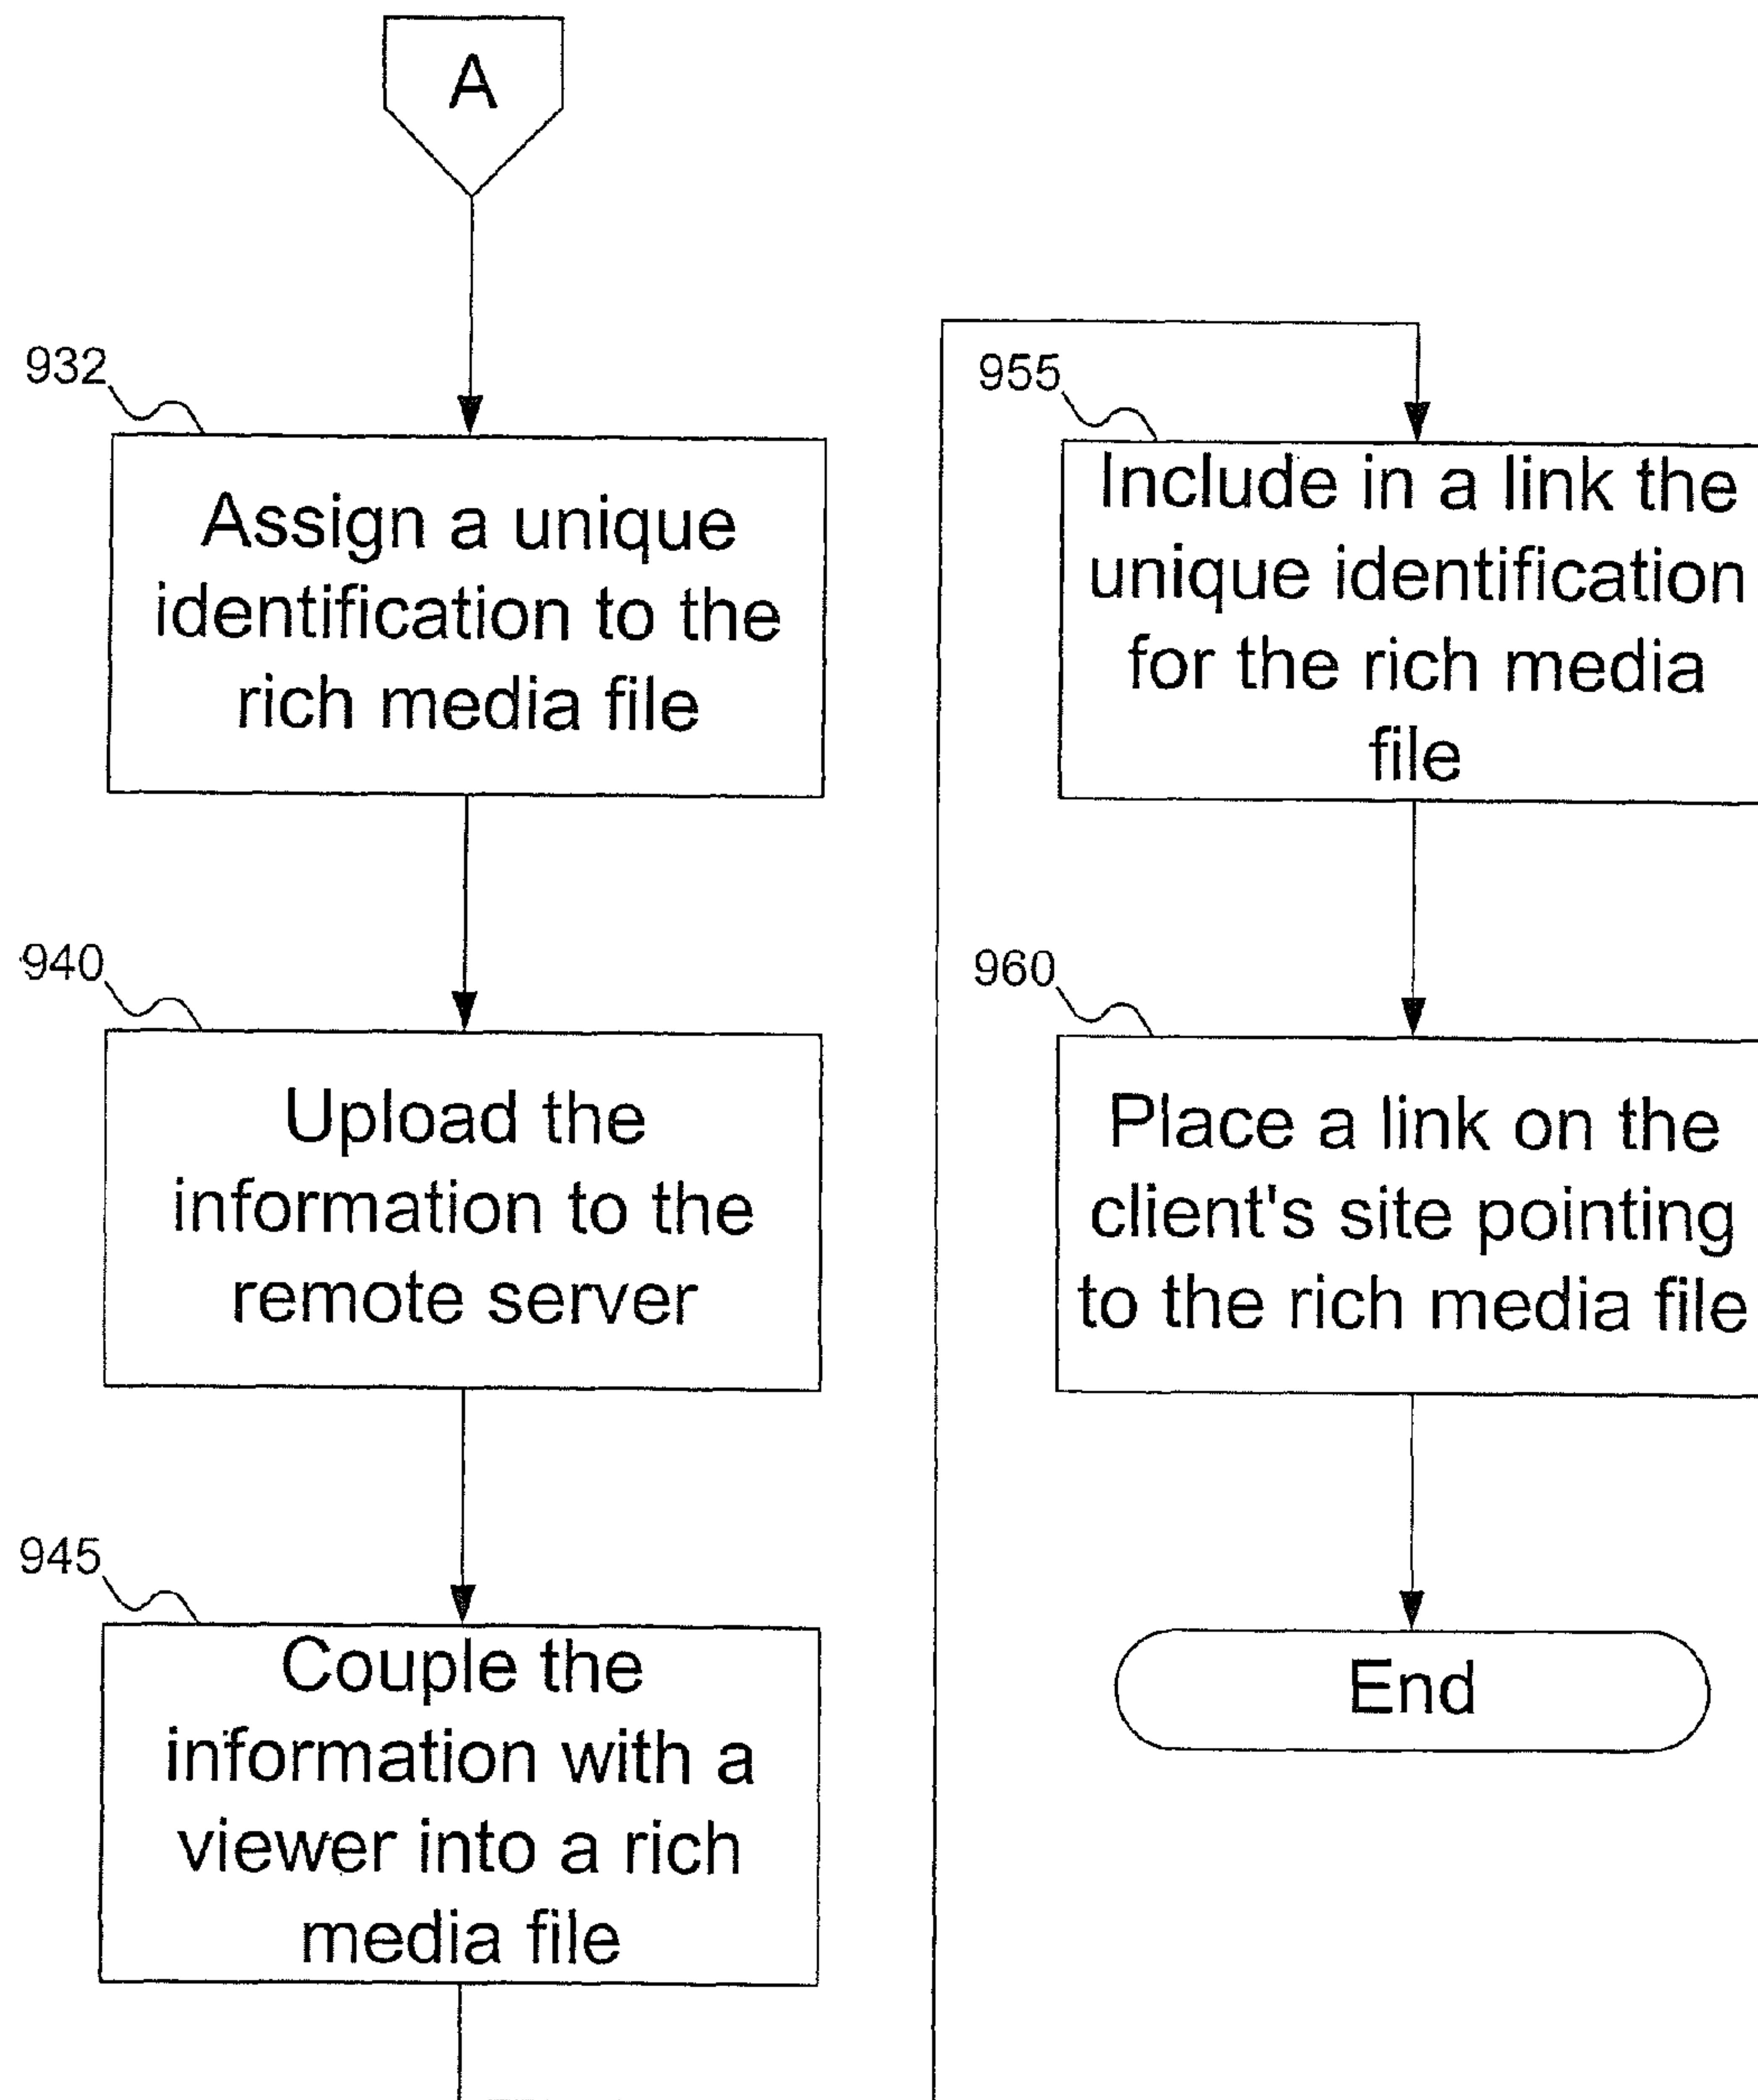 A
932
Assign a unique
identification to the
rich media file
940
Upload the
information to the
remote server
945
Couple the
information with a
viewer into a rich
media file
955
Include in a link the
unique identification
for the rich media
file
960
Place a link on the
client's site pointing
to the rich media file
End